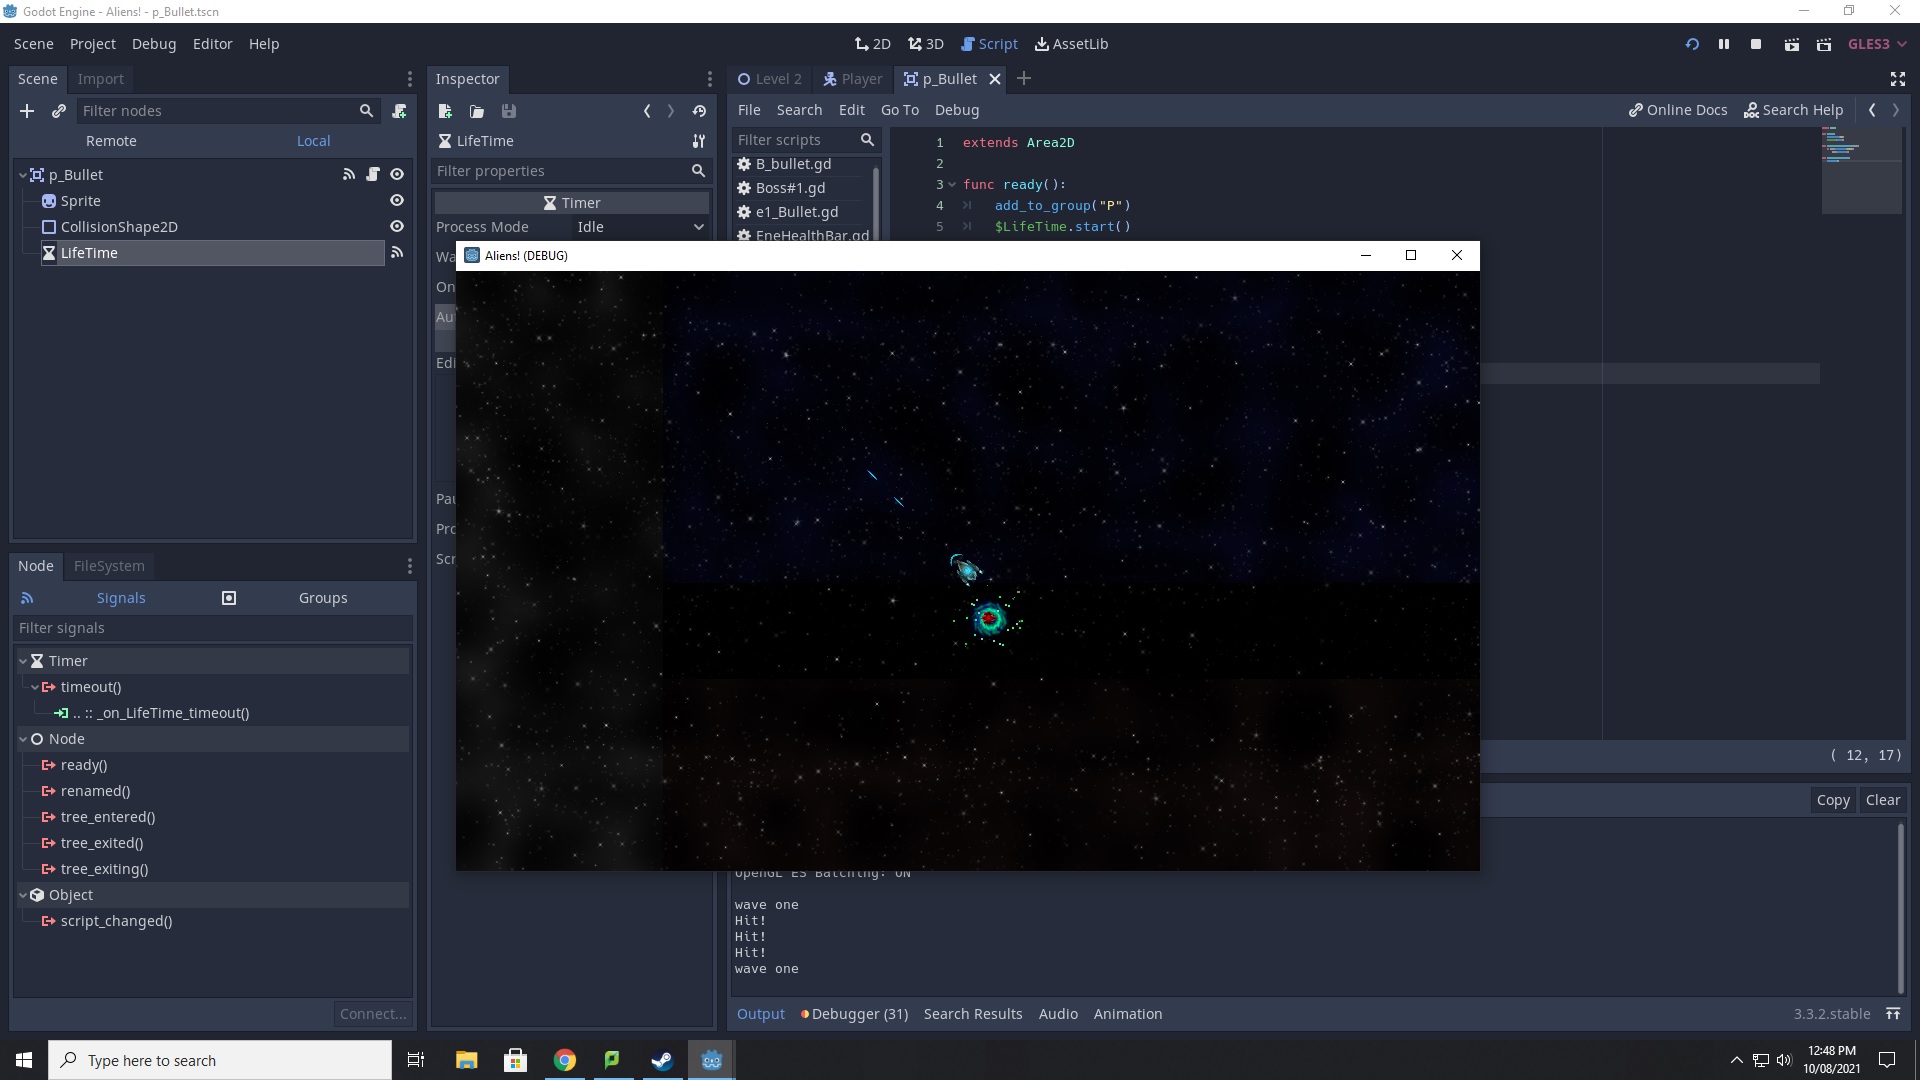 Godot Engine - Aliens! - p_Bullet.tscn
Scene Project Debug Editor Help
2D 3D Script AssetLib
GLES3
Scene Import
Inspector
Level 2 Player p_Bullet
Filter nodes
File Search Edit Go To Debug
Online Docs Search Help
Remote Local
LifeTime
Filter scripts
Filter properties
p_Bullet
Sprite
CollisionShape2D
LifeTime
Timer
Process Mode Idle
Wa
On
Au
Edi
Pau
Pro
Scr
B_bullet.gd
Boss#1.gd
e1_Bullet.gd
EneHealthBar.gd
1 extends Area2D
2
3 func ready():
4 add_to_group("P")
5 $LifeTime.start()
Aliens! (DEBUG)
( 12, 17)
Node FileSystem
Signals Groups
Filter signals
Timer
timeout()
.. :: _on_LifeTime_timeout()
Node
ready()
renamed()
tree_entered()
tree_exited()
tree_exiting()
Object
script_changed()
Connect...
Copy Clear
OpenGL ES Batching: ON
wave one
Hit!
Hit!
Hit!
wave one
Output Debugger (31) Search Results Audio Animation
3.3.2.stable
Type here to search
12:48 PM
10/08/2021